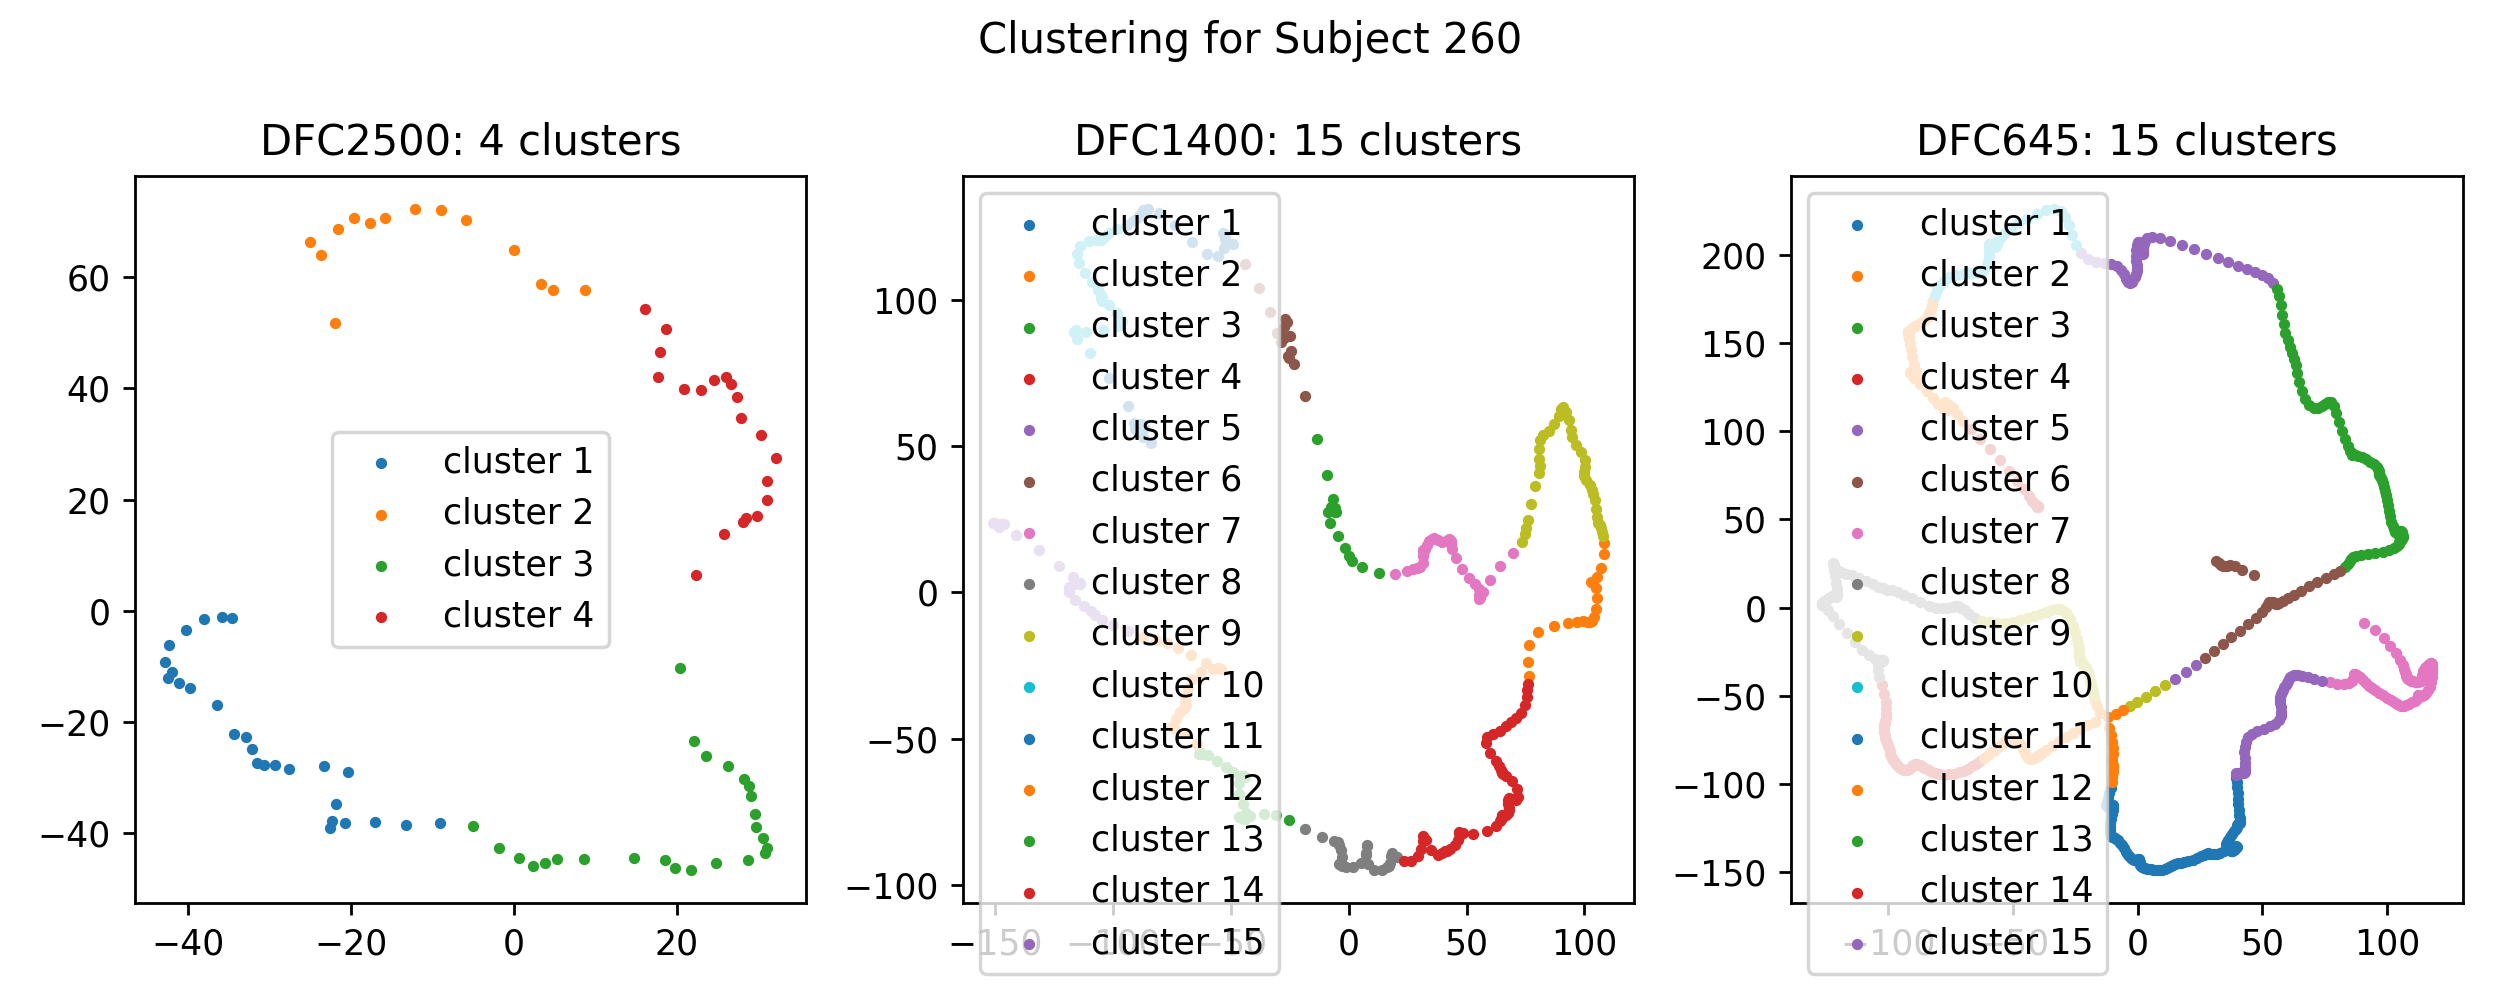 Clustering for Subject 260
DFC2500: 4 clusters
60
40
20
0
−20
−40
−40
−20
0
20
cluster 1
cluster 2
cluster 3
cluster 4
DFC1400: 15 clusters
100
50
0
−50
−100
−150
−100
−50
0
50
100
cluster 1
cluster 2
cluster 3
cluster 4
cluster 5
cluster 6
cluster 7
cluster 8
cluster 9
cluster 10
cluster 11
cluster 12
cluster 13
cluster 14
cluster 15
DFC645: 15 clusters
200
150
100
50
0
−50
−100
−150
−100
−50
0
50
100
cluster 1
cluster 2
cluster 3
cluster 4
cluster 5
cluster 6
cluster 7
cluster 8
cluster 9
cluster 10
cluster 11
cluster 12
cluster 13
cluster 14
cluster 15